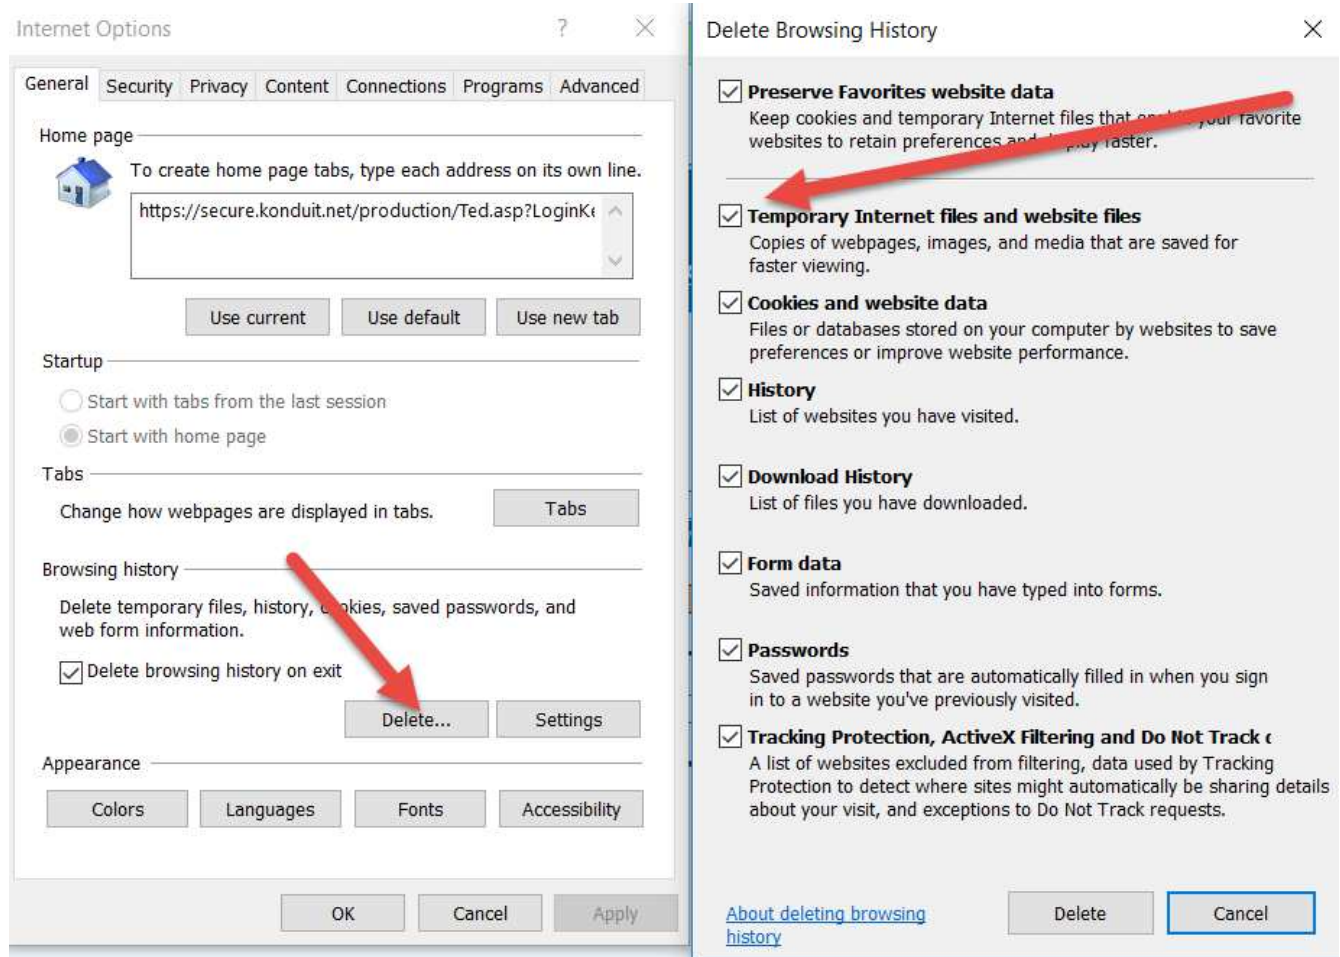 Internet Options
?
General Security Privacy Content Connections Programs Advanced
Home page
To create home page tabs, type each address on its own line.
https://secure.konduit.net/production/Ted.asp?LoginKe
Use current Use default Use new tab
Startup
Start with tabs from the last session
Start with home page
Tabs
Change how webpages are displayed in tabs. Tabs
Browsing history
Delete temporary files, history, cookies, saved passwords, and
web form information.
Delete browsing history on exit
Delete... Settings
Appearance
Colors Languages Fonts Accessibility
OK Cancel Apply
Delete Browsing History
Preserve Favorites website data
Keep cookies and temporary Internet files that enable your favorite
websites to retain preferences and display faster.
Temporary Internet files and website files
Copies of webpages, images, and media that are saved for
faster viewing.
Cookies and website data
Files or databases stored on your computer by websites to save
preferences or improve website performance.
History
List of websites you have visited.
Download History
List of files you have downloaded.
Form data
Saved information that you have typed into forms.
Passwords
Saved passwords that are automatically filled in when you sign
in to a website you've previously visited.
Tracking Protection, ActiveX Filtering and Do Not Track
A list of websites excluded from filtering, data used by Tracking
Protection to detect where sites might automatically be sharing details
about your visit, and exceptions to Do Not Track requests.
About deleting browsing
history
Delete Cancel